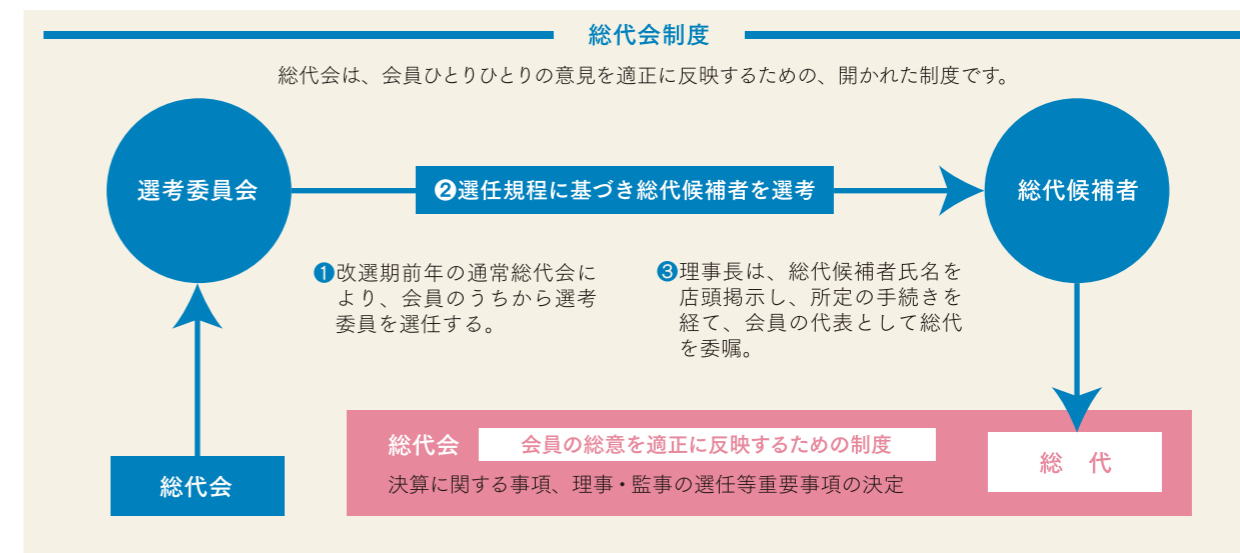 総代会制度
総代会は、会員ひとりひとりの意見を適正に反映するための、開かれた制度です。
選考委員会
❷選任規程に基づき総代候補者を選考
総代候補者
❶改選期前年の通常総代会に
より、会員のうちから選考
委員を選任する。
❸理事長は、総代候補者氏名を
店頭掲示し、所定の手続きを
経て、会員の代表として総代
を委嘱。
総代会
総代会 会員の総意を適正に反映するための制度
決算に関する事項、理事・監事の選任等重要事項の決定
総　代